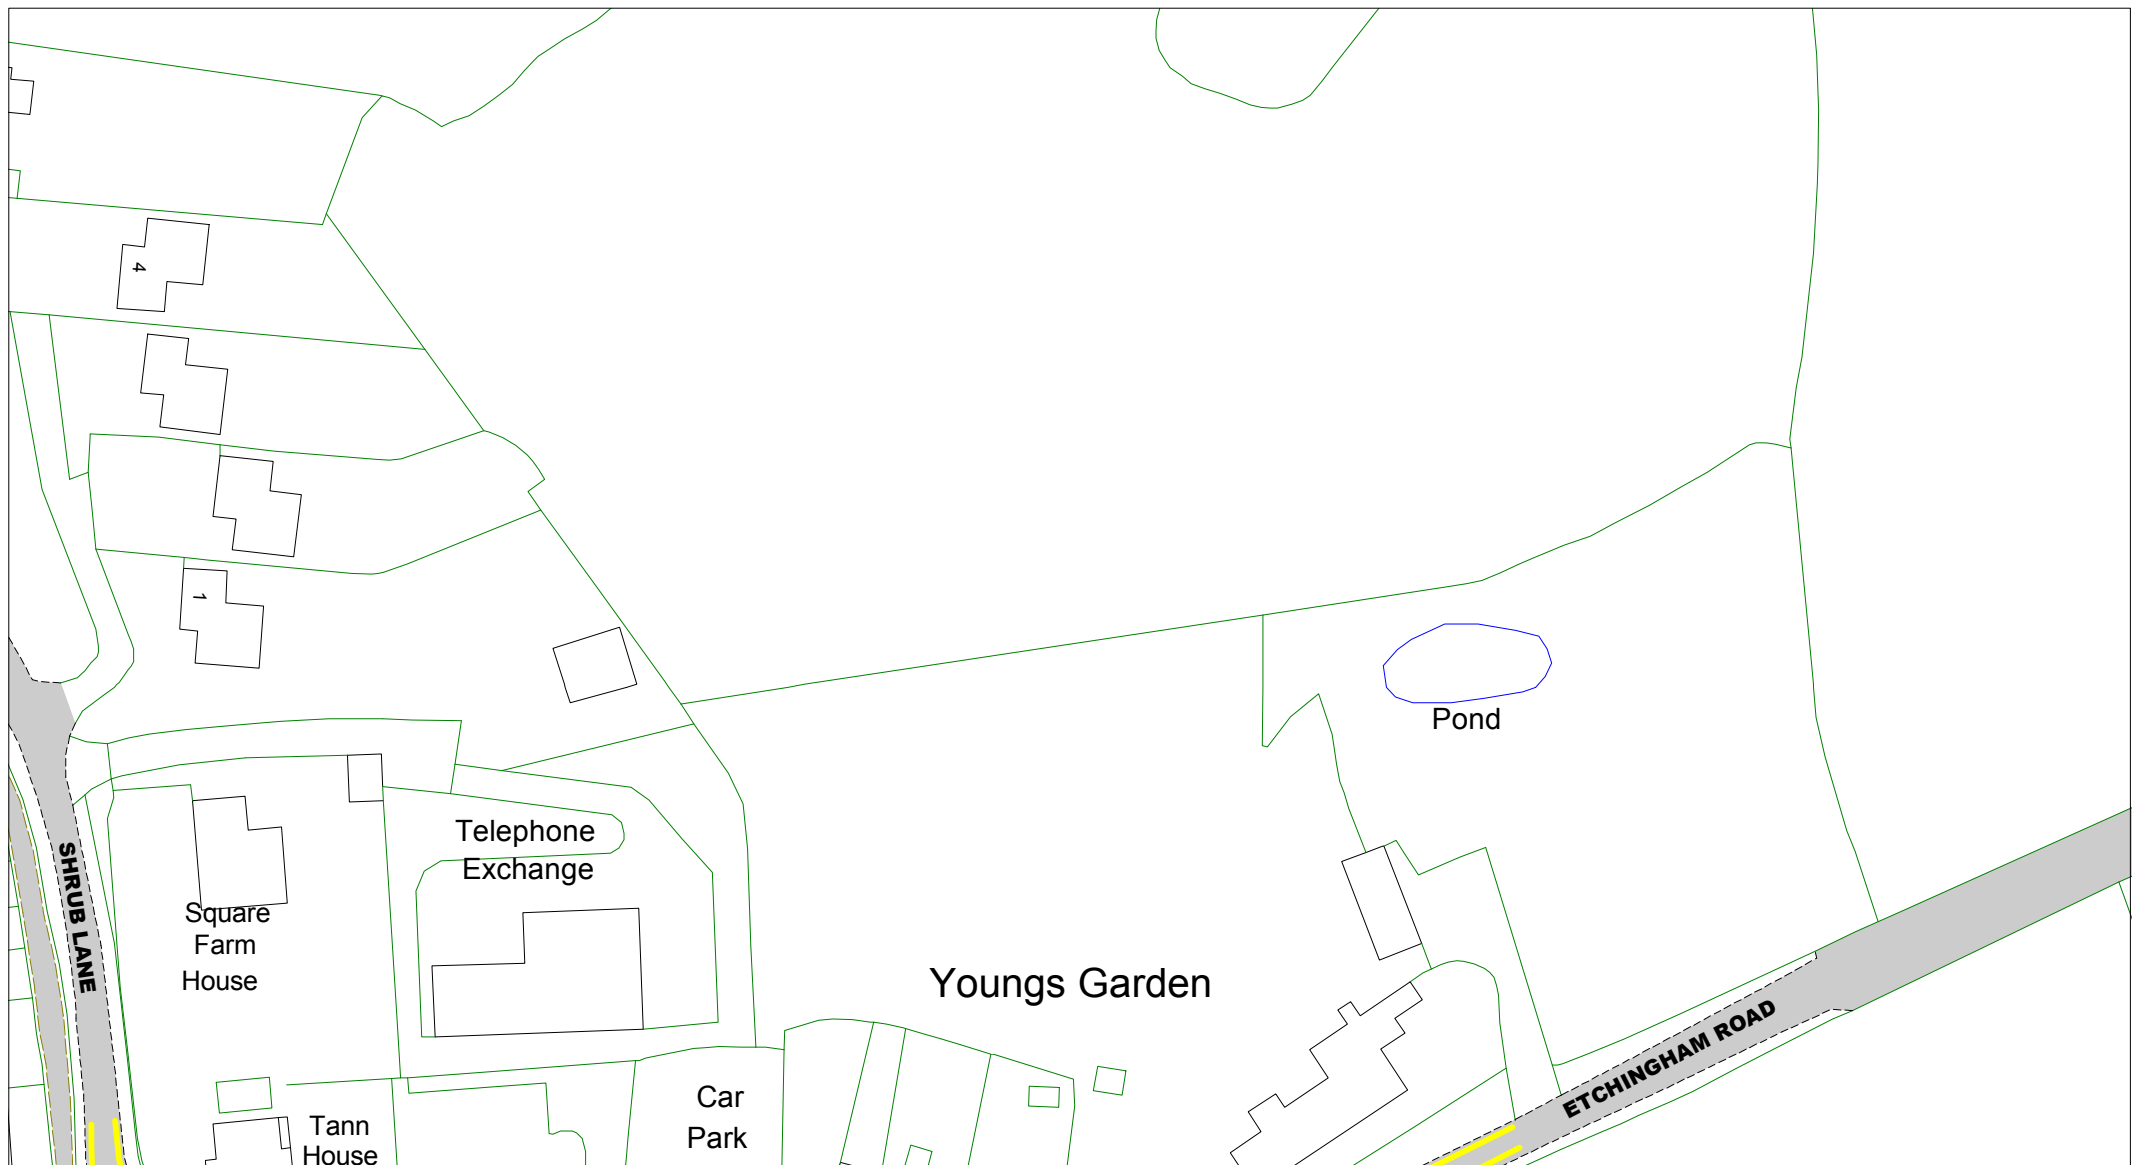 4
1
Pond
Telephone
Exchange
SHRUB LANE
Square
Farm
House
Youngs Garden
ETCHINGHAM ROAD
Car
Park
Tann
House